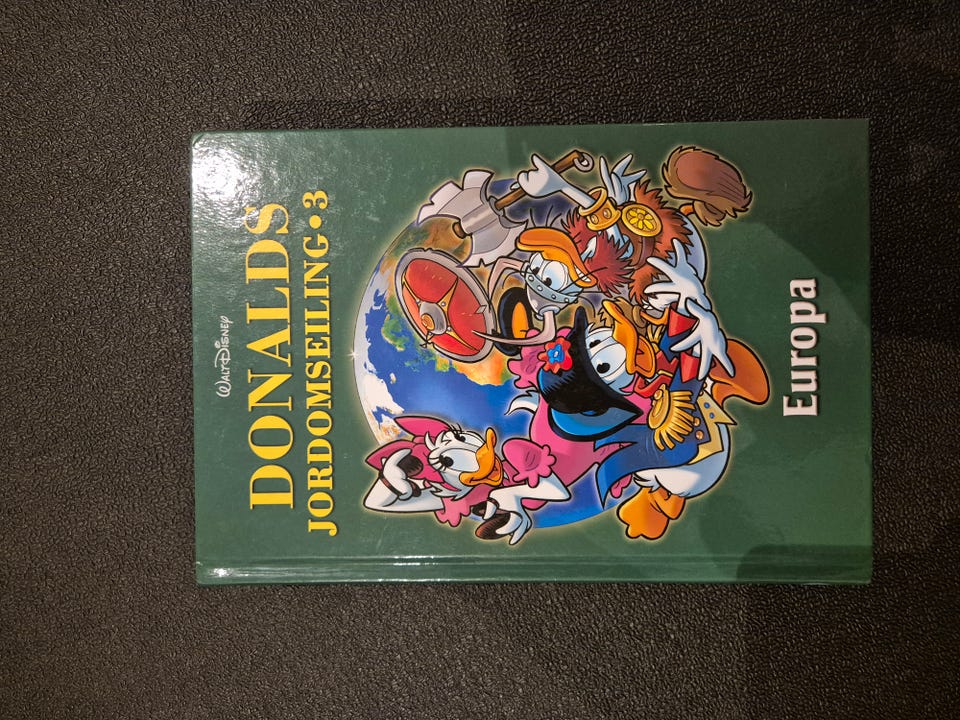 WALT DISNEY
DONALDS
JORDOMSEILING • 3
Europa